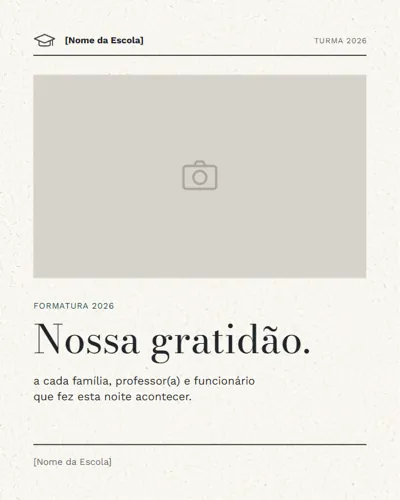 [Nome da Escola]
TURMA 2026
FORMATURA 2026
Nossa gratidão.
a cada família, professor(a) e funcionário
que fez esta noite acontecer.
[Nome da Escola]